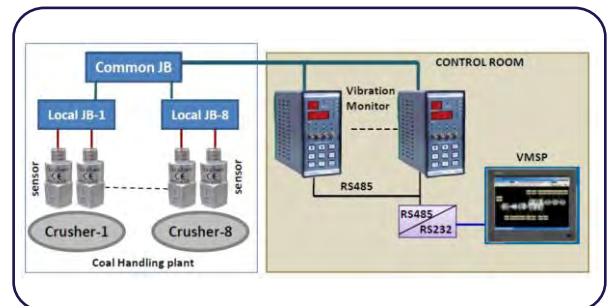 Common JB
CONTROL ROOM
Local JB-1
Local JB-8
Vibration
Monitor
sensor
sensor
VMSP
RS485
RS485
RS232
Crusher-1
Crusher-8
Coal Handling plant